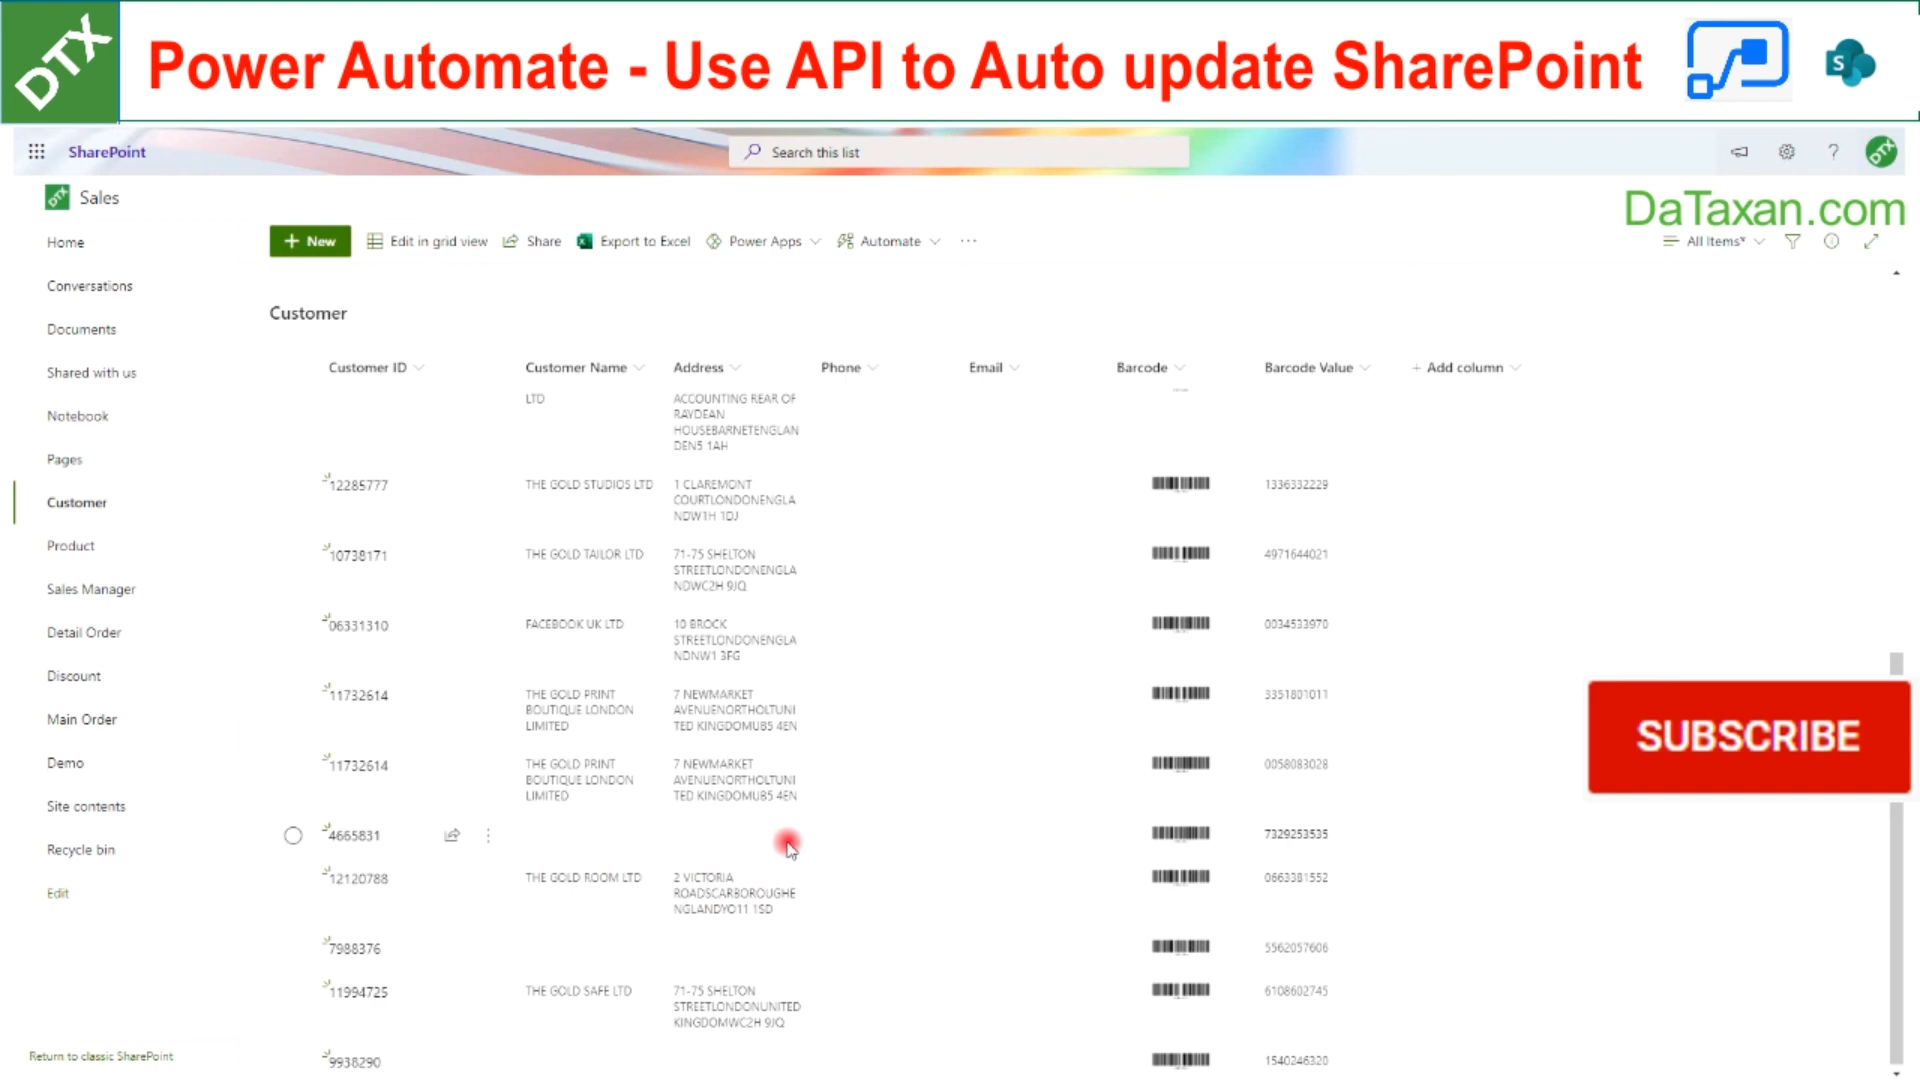 DTX
Power Automate - Use API to Auto update SharePoint
S
SharePoint
Search this list
?
DTX
DTX
Sales
DaTaxan.com
+ New
Edit in grid view
Share
Export to Excel
Power Apps
Automate
...
All Items*
Home
Conversations
Documents
Shared with us
Notebook
Pages
Customer
Product
Sales Manager
Detail Order
Discount
Main Order
Demo
Site contents
Recycle bin
Edit
Return to classic SharePoint
Customer
Customer ID
Customer Name
Address
Phone
Email
Barcode
Barcode Value
+ Add column
LTD
ACCOUNTING REAR OF
RAYDEAN
HOUSEBARNETENGLAN
DEN5 1AH
12285777
THE GOLD STUDIOS LTD
1 CLAREMONT
COURTLONDONENGLA
NDW1H 1DJ
1336332229
10738171
THE GOLD TAILOR LTD
71-75 SHELTON
STREETLONDONENGLA
NDWC2H 9JQ
4971644021
06331310
FACEBOOK UK LTD
10 BROCK
STREETLONDONENGLA
NDNW1 3FG
0034533970
11732614
THE GOLD PRINT
BOUTIQUE LONDON
LIMITED
7 NEWMARKET
AVENUENORTHOLTUNI
TED KINGDOMUB5 4EN
3351801011
11732614
THE GOLD PRINT
BOUTIQUE LONDON
LIMITED
7 NEWMARKET
AVENUENORTHOLTUNI
TED KINGDOMUB5 4EN
0058083028
4665831
7329253535
12120788
THE GOLD ROOM LTD
2 VICTORIA
ROADSCARBOROUGHE
NGLANDYO11 1SD
0663381552
7988376
5562057606
11994725
THE GOLD SAFE LTD
71-75 SHELTON
STREETLONDONUNITED
KINGDOMWC2H 9JQ
6108602745
9938290
1540246320
SUBSCRIBE